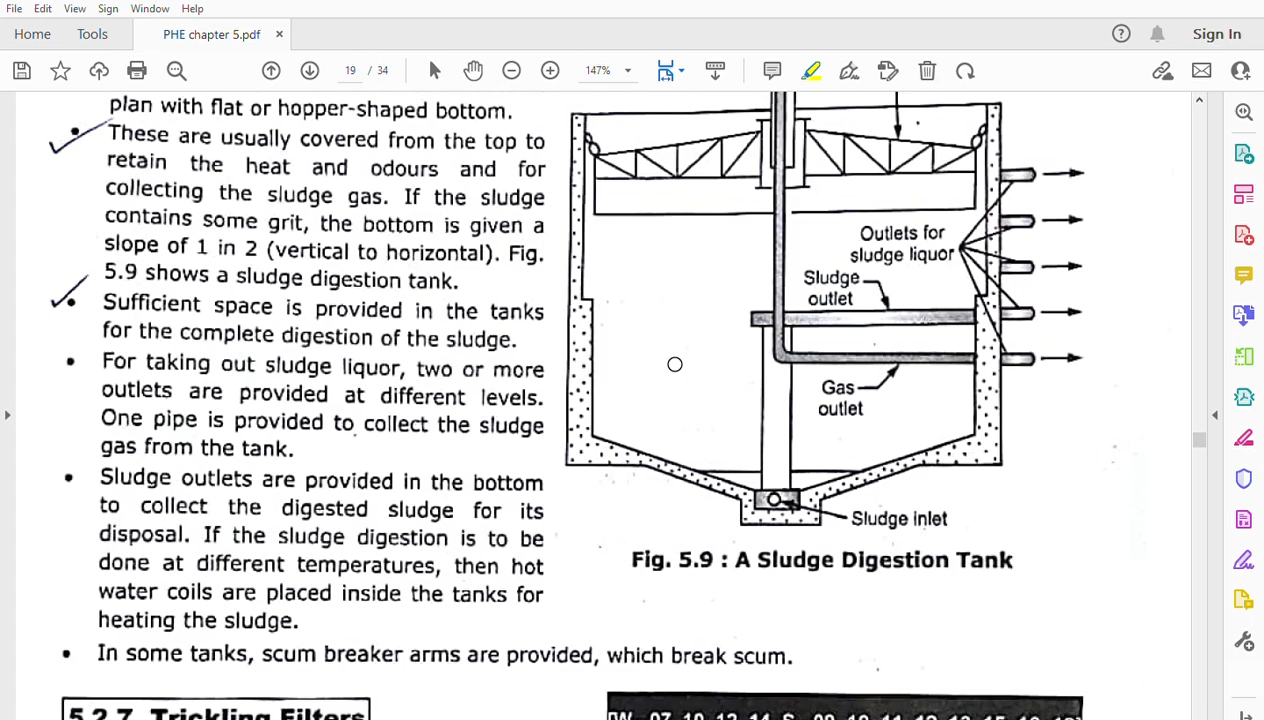 File Edit View Sign Window Help
Home Tools PHE chapter 5.pdf × Sign In
19 / 34 147%
plan with flat or hopper-shaped bottom.
• These are usually covered from the top to
retain the heat and odours and for
collecting the sludge gas. If the sludge
contains some grit, the bottom is given a
slope of 1 in 2 (vertical to horizontal). Fig.
5.9 shows a sludge digestion tank.
• Sufficient space is provided in the tanks
for the complete digestion of the sludge.
• For taking out sludge liquor, two or more
outlets are provided at different levels.
One pipe is provided to collect the sludge
gas from the tank.
• Sludge outlets are provided in the bottom
to collect the digested sludge for its
disposal. If the sludge digestion is to be
done at different temperatures, then hot
water coils are placed inside the tanks for
heating the sludge.
• In some tanks, scum breaker arms are provided, which break scum.
Outlets for
sludge liquor
Sludge
outlet
Gas
outlet
Sludge inlet
Fig. 5.9 : A Sludge Digestion Tank
5.2.7 Trickling Filters